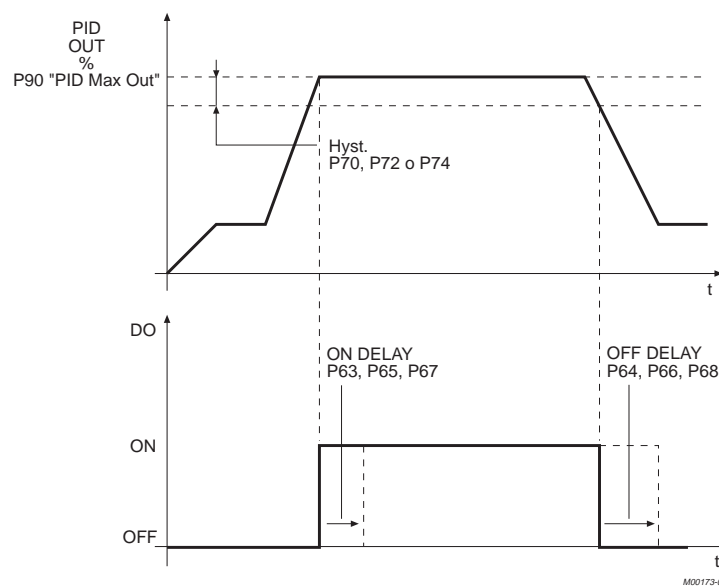 PID
OUT
%
P90 "PID Max Out"
Hyst.
P70, P72 o P74
t
DO
ON DELAY
P63, P65, P67
OFF DELAY
P64, P66, P68
ON
OFF
t